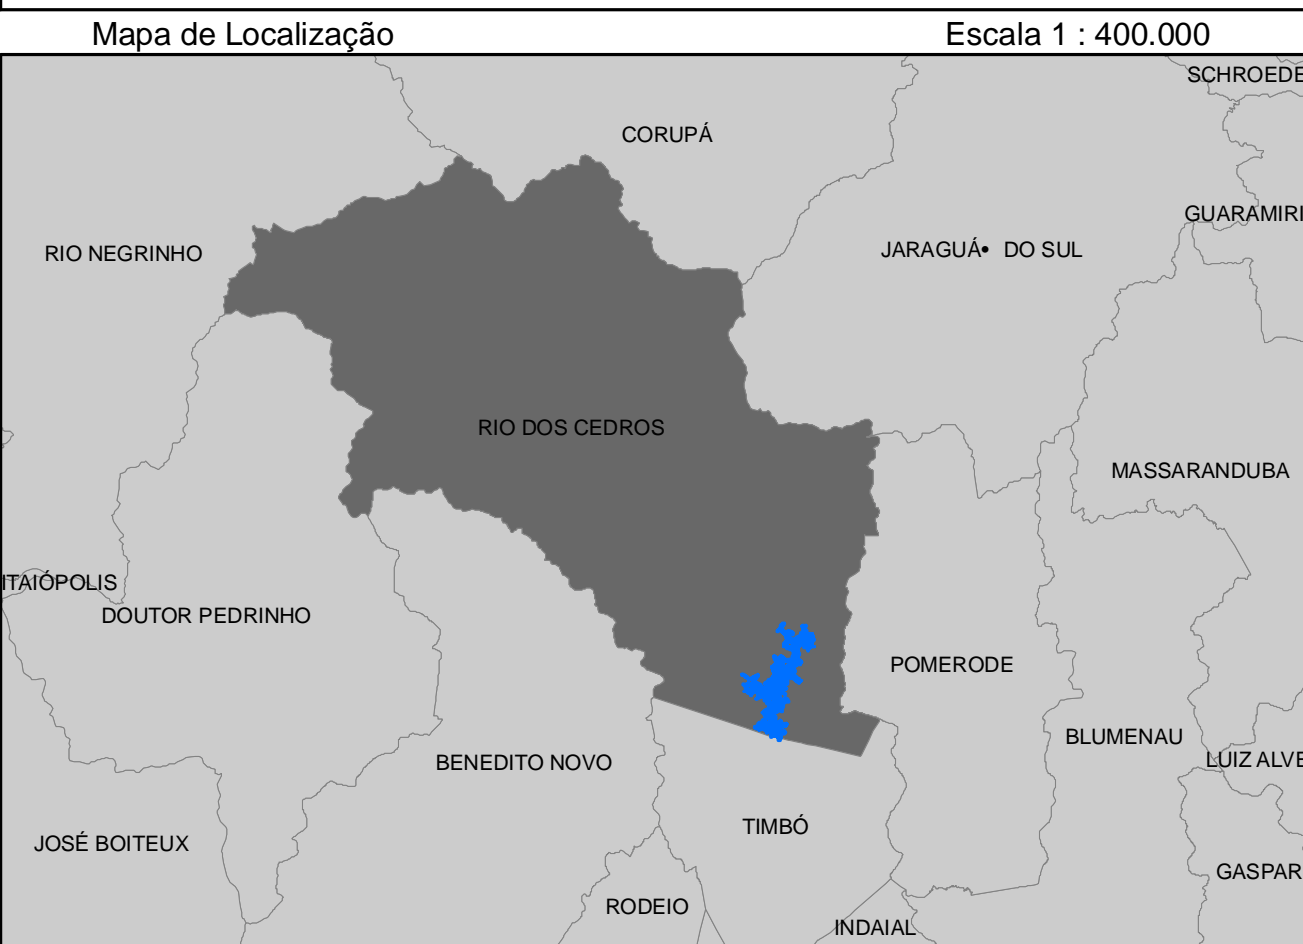 Mapa de Localização
Escala 1 : 400.000
SCHROEDE
CORUPÁ
GUARAMIRI
RIO NEGRINHO
JARAGUÁ• DO SUL
RIO DOS CEDROS
MASSARANDUBA
ITAIÓPOLIS
DOUTOR PEDRINHO
POMERODE
BLUMENAU
LUIZ ALVE
BENEDITO NOVO
TIMBÓ
JOSÉ BOITEUX
GASPAR
RODEIO
INDAIAL